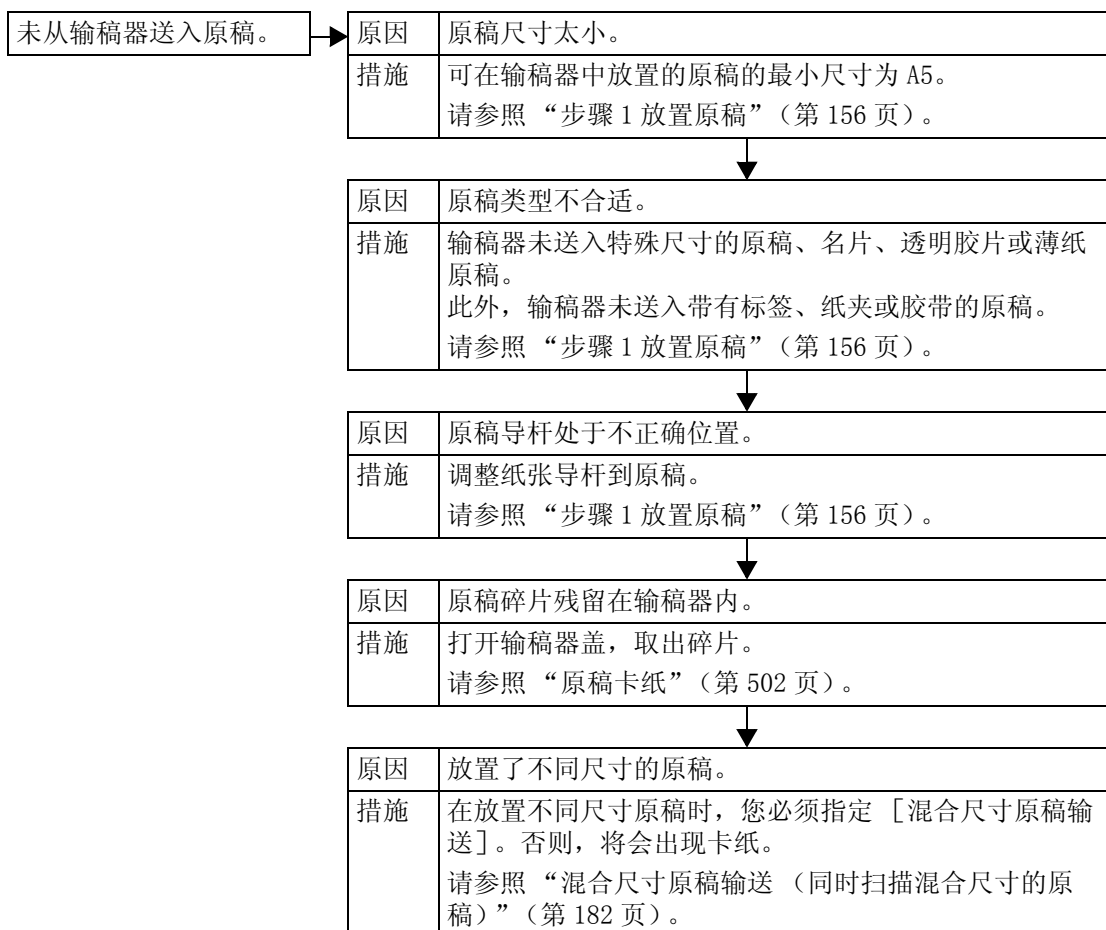 未从输稿器送入原稿。
原因 原稿尺寸太小。
措施 可在输稿器中放置的原稿的最小尺寸为 A5。
请参照 “步骤 1 放置原稿”（第 156 页）。
原因 原稿类型不合适。
措施 输稿器未送入特殊尺寸的原稿、名片、透明胶片或薄纸
原稿。
此外，输稿器未送入带有标签、纸夹或胶带的原稿。
请参照 “步骤 1 放置原稿”（第 156 页）。
原因 原稿导杆处于不正确位置。
措施 调整纸张导杆到原稿。
请参照 “步骤 1 放置原稿”（第 156 页）。
原因 原稿碎片残留在输稿器内。
措施 打开输稿器盖，取出碎片。
请参照 “原稿卡纸”（第 502 页）。
原因 放置了不同尺寸的原稿。
措施 在放置不同尺寸原稿时，您必须指定 ［混合尺寸原稿输
送］。否则，将会出现卡纸。
请参照 “混合尺寸原稿输送 （同时扫描混合尺寸的原
稿）”（第 182 页）。